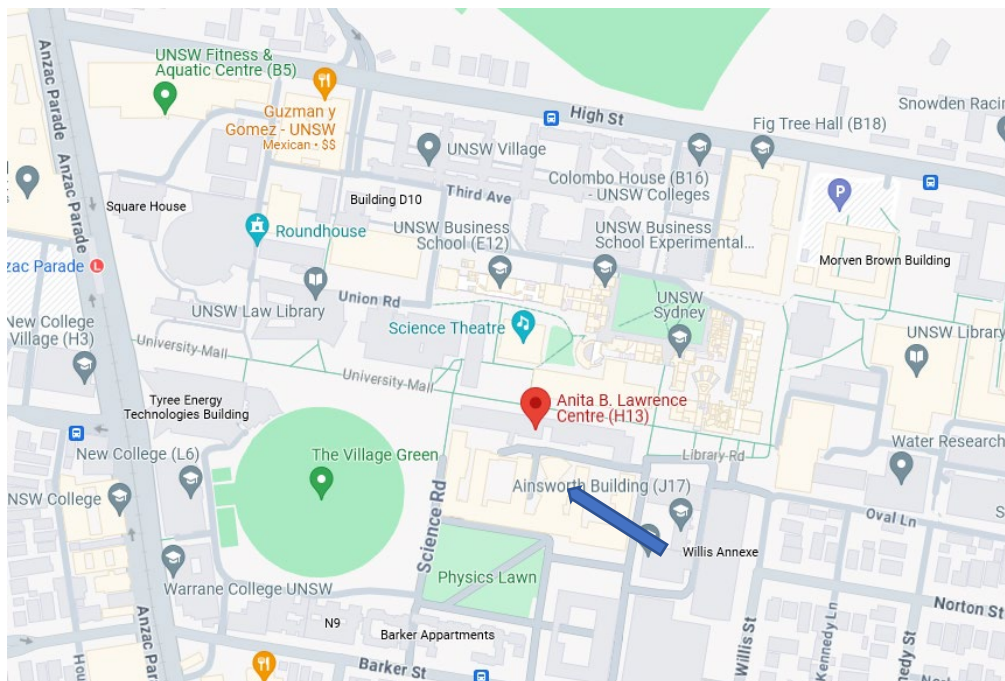 Anzac Parade
Anzac Parade
UNSW Fitness &
Aquatic Centre (B5)
Guzman y
Gomez - UNSW
Mexican • $$
High St
Snowden Racin
Fig Tree Hall (B18)
UNSW Village
Colombo House (B16)
- UNSW Colleges
P
Third Ave
Building D10
Square House
Roundhouse
UNSW Business
School (E12)
UNSW Business
School Experimental...
Morven Brown Building
zac Parade
L
UNSW Law Library
Union Rd
UNSW
Sydney
Science Theatre
New College
Village (H3)
UNSW Library
University Mall
University Mall
Anita B. Lawrence
Centre (H13)
Tyree Energy
Technologies Building
Library Rd
Water Research
New College (L6)
The Village Green
Science Rd
Ainsworth Building (J17)
NSW College
Oval Ln
Willis Annexe
Physics Lawn
Warrane College UNSW
Norton St
N9
Barker Appartments
Anzac Par
Barker St
Willis St
Kennedy St
nedy St
Hou